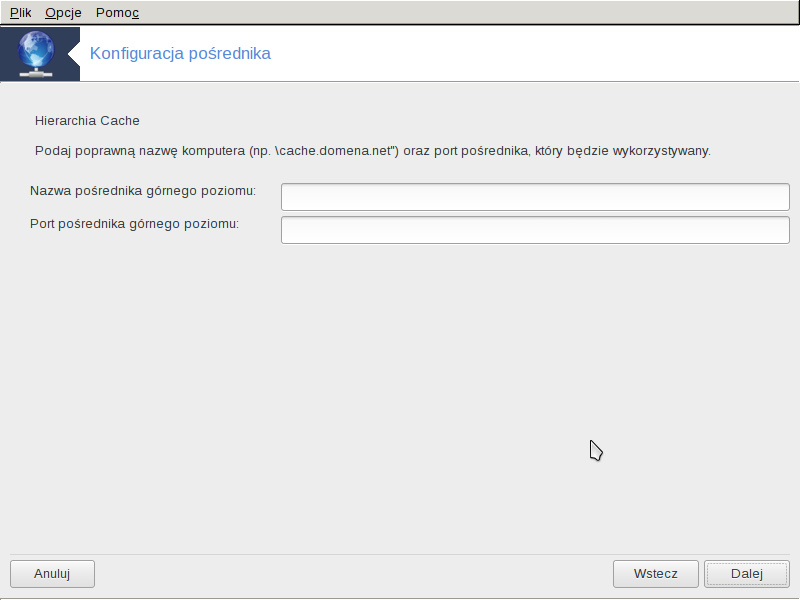 Plik Opcje Pomoc
Konfiguracja pośrednika
Hierarchia Cache
Podaj poprawną nazwę komputera (np. \cache.domena.net") oraz port pośrednika, który będzie wykorzystywany.
Nazwa pośrednika górnego poziomu:
Port pośrednika górnego poziomu:
Anuluj Wstecz Dalej